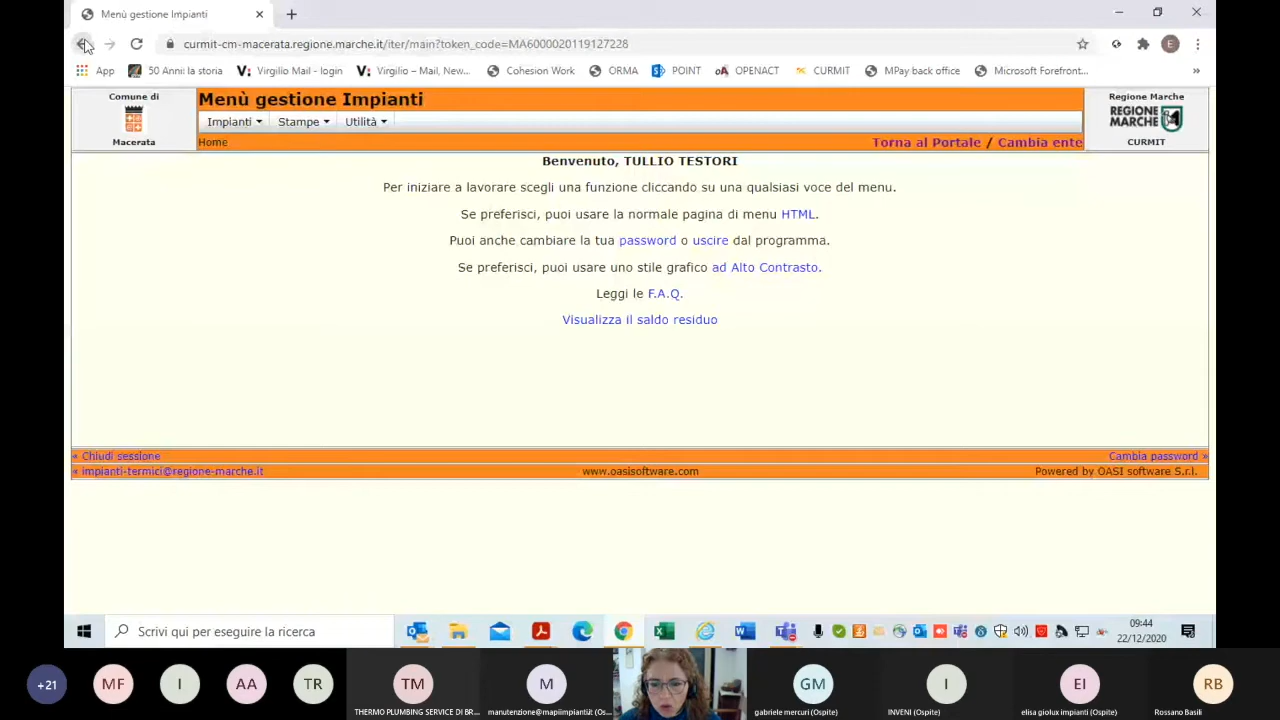 Menù gestione Impianti
curmit-cm-macerata.regione.marche.it/iter/main?token_code=MA6000020119127228
E
App 50 Annii la storia Virgilio Mail - login Virgilio – Mail, New... Cohesion Work ORMA POINT OPENACT CURMIT MPay back office Microsoft Forefront... »
Comune di
Macerata
Menù gestione Impianti
Impianti Stampe Utilità
Home
Torna al Portale / Cambia ente
Regione Marche
REGIONE MARCHE
CURMIT
Benvenuto, TULLIO TESTORI
Per iniziare a lavorare scegli una funzione cliccando su una qualsiasi voce del menu.
Se preferisci, puoi usare la normale pagina di menu HTML.
Puoi anche cambiare la tua password o uscire dal programma.
Se preferisci, puoi usare uno stile grafico ad Alto Contrasto.
Leggi le F.A.Q.
Visualizza il saldo residuo
« Chiudi sessione Cambia password »
« impianti-termici@regione-marche.it www.oasisoftware.com Powered by OASI software S.r.l.
Scrivi qui per eseguire la ricerca
09:44
22/12/2020
+21 MF I AA TR TM M GM I EI RB
THERMO PLUMBING SERVICE DI BR... manutenzione@mapiimpianti.it (Os... gabriele mercuri (Ospite) INVENI (Ospite) elisa giolux impianti (Ospite) Rossano Basili